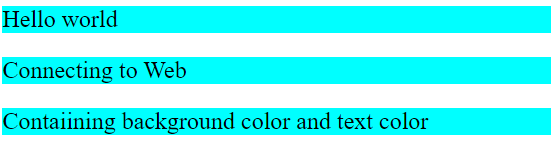 Hello world
Connecting to Web
Contaiining background color and text color